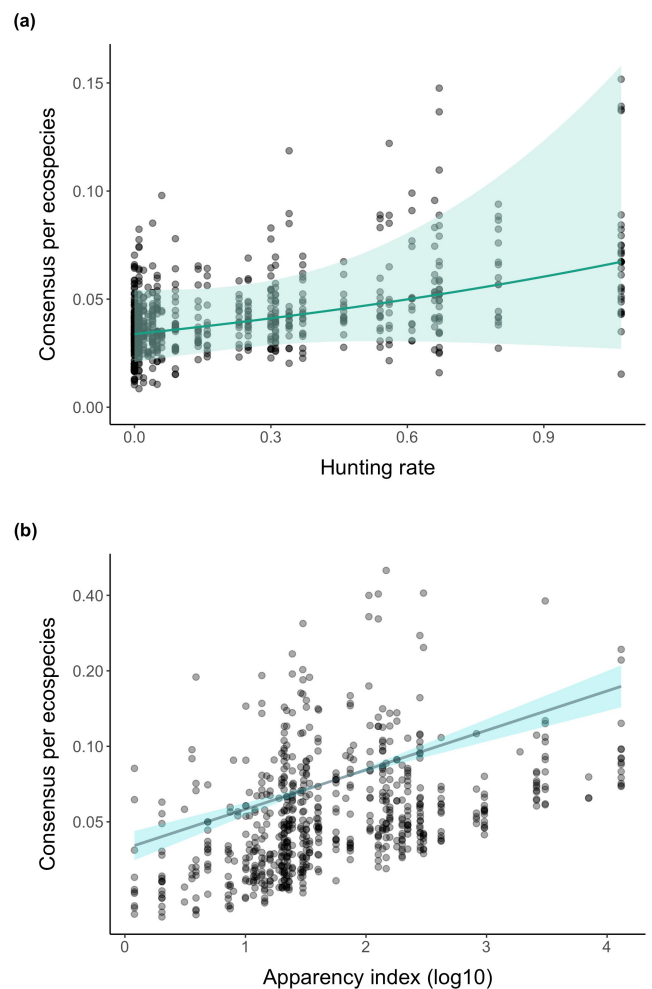 (a)
Consensus per ecospecies
0.15
0.10
0.05
0.00
0.0 0.3 0.6 0.9
Hunting rate
(b)
Consensus per ecospecies
0.40
0.20
0.10
0.05
0 1 2 3 4
Apparency index (log10)